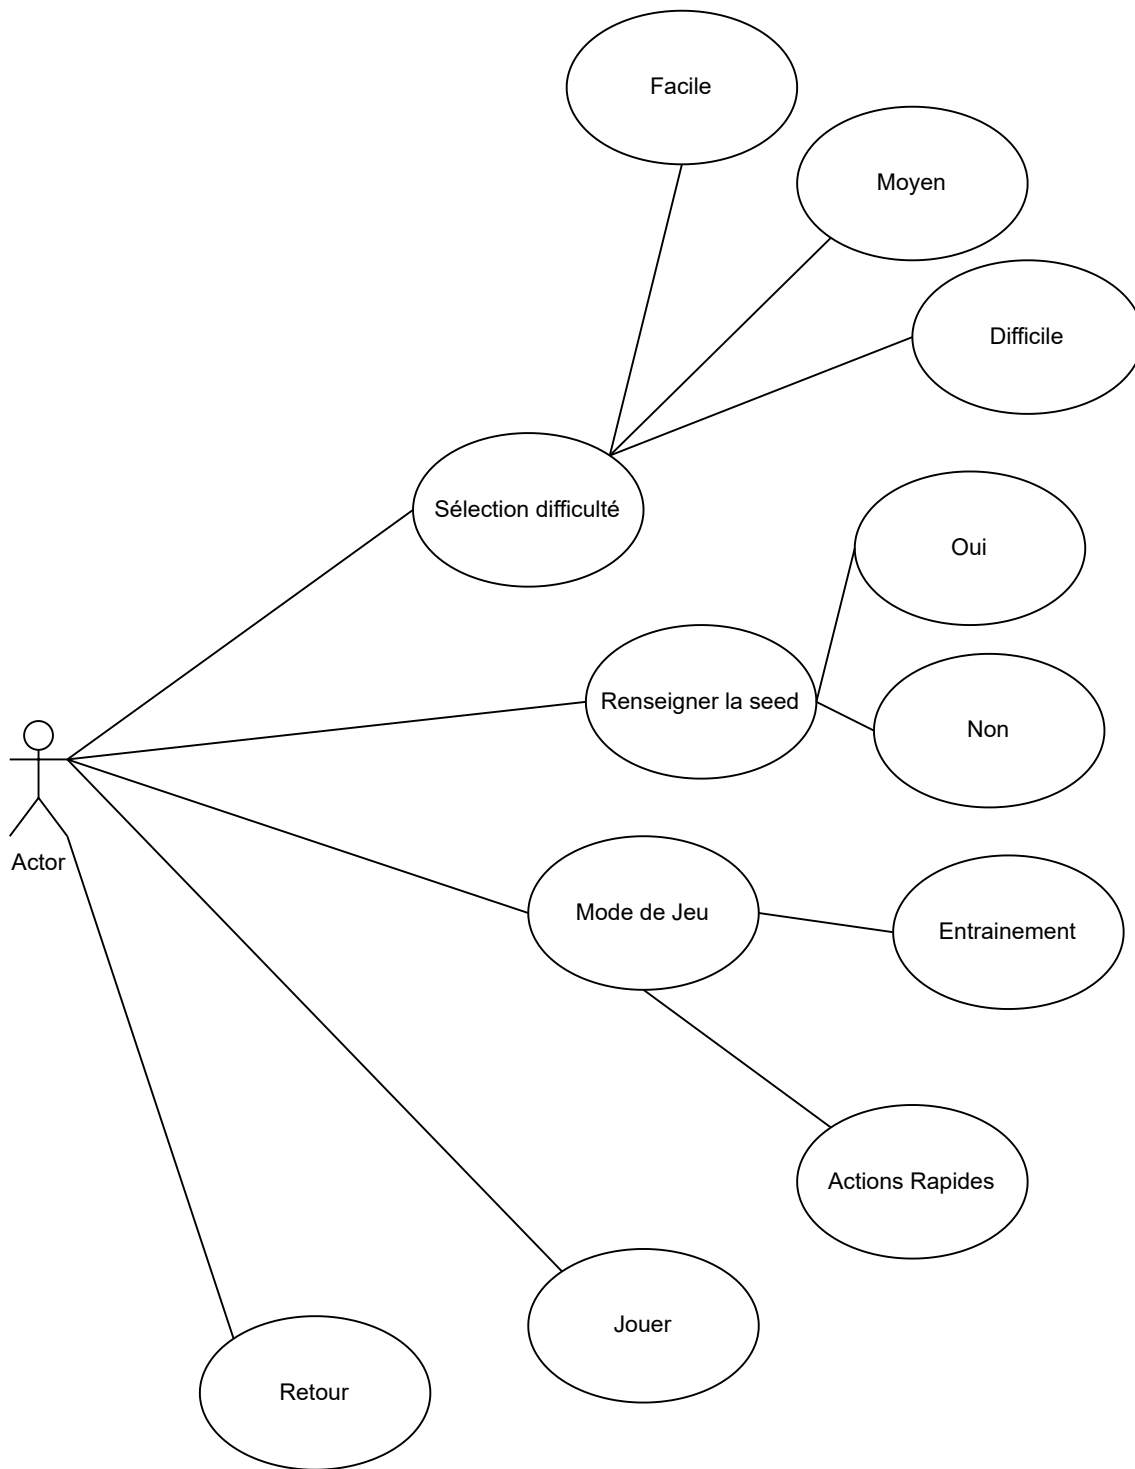 Facile
Moyen
Difficile
Sélection difficulté
Oui
Renseigner la seed
Non
Actor
Mode de Jeu
Entrainement
Actions Rapides
Jouer
Retour